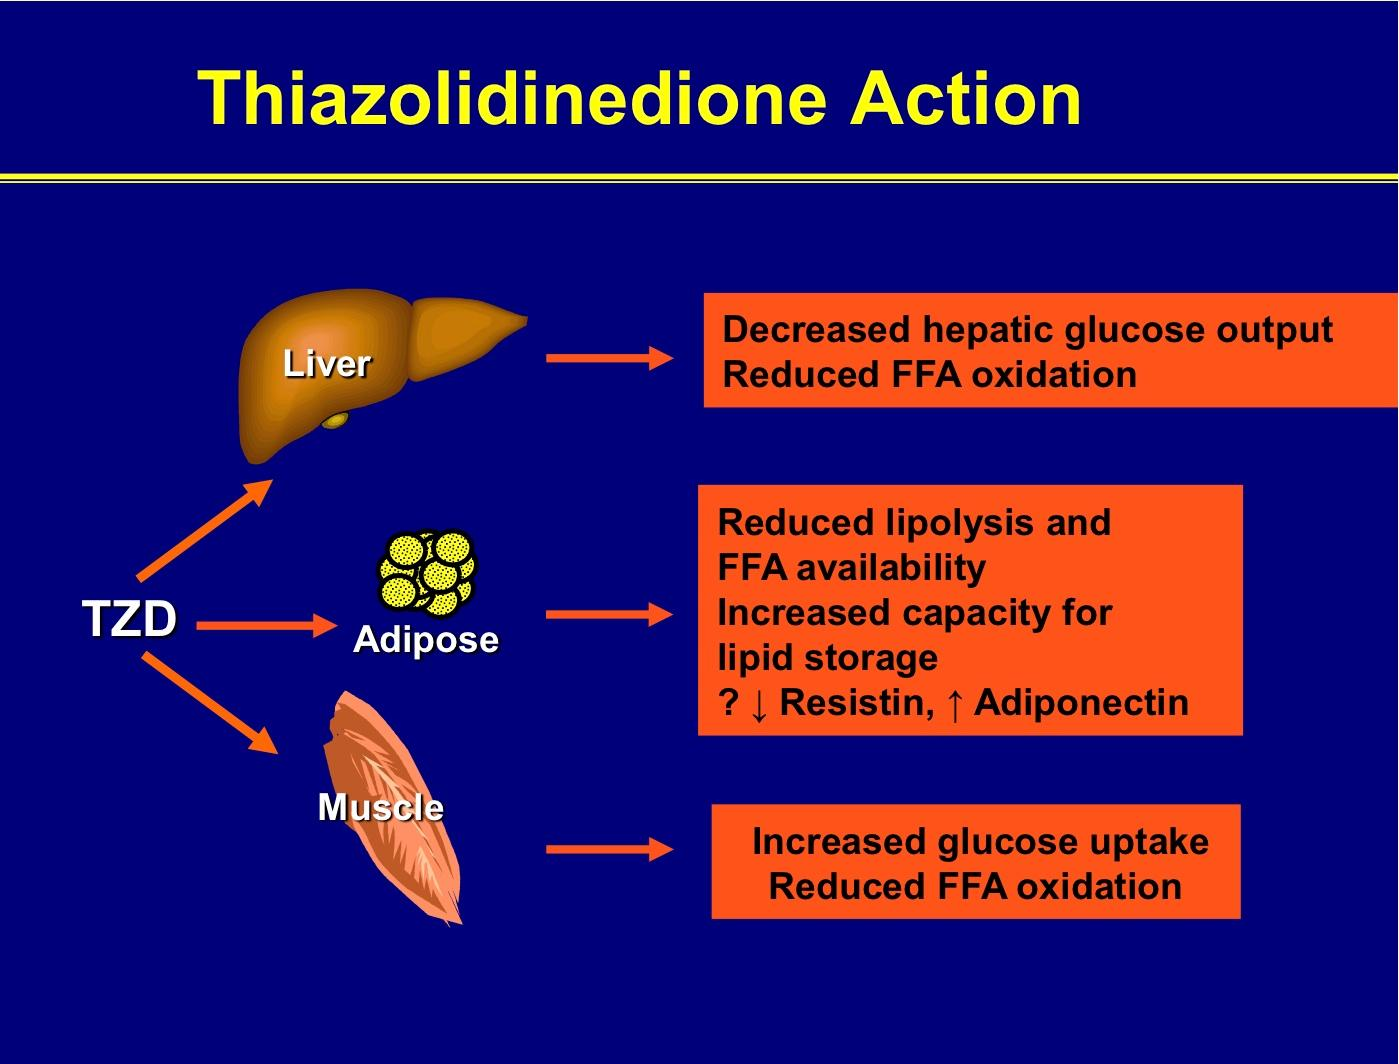 Thiazolidinedione Action
Liver
Decreased hepatic glucose output
Reduced FFA oxidation
TZD
Adipose
Reduced lipolysis and
FFA availability
Increased capacity for
lipid storage
? ↓ Resistin, ↑ Adiponectin
Muscle
Increased glucose uptake
Reduced FFA oxidation